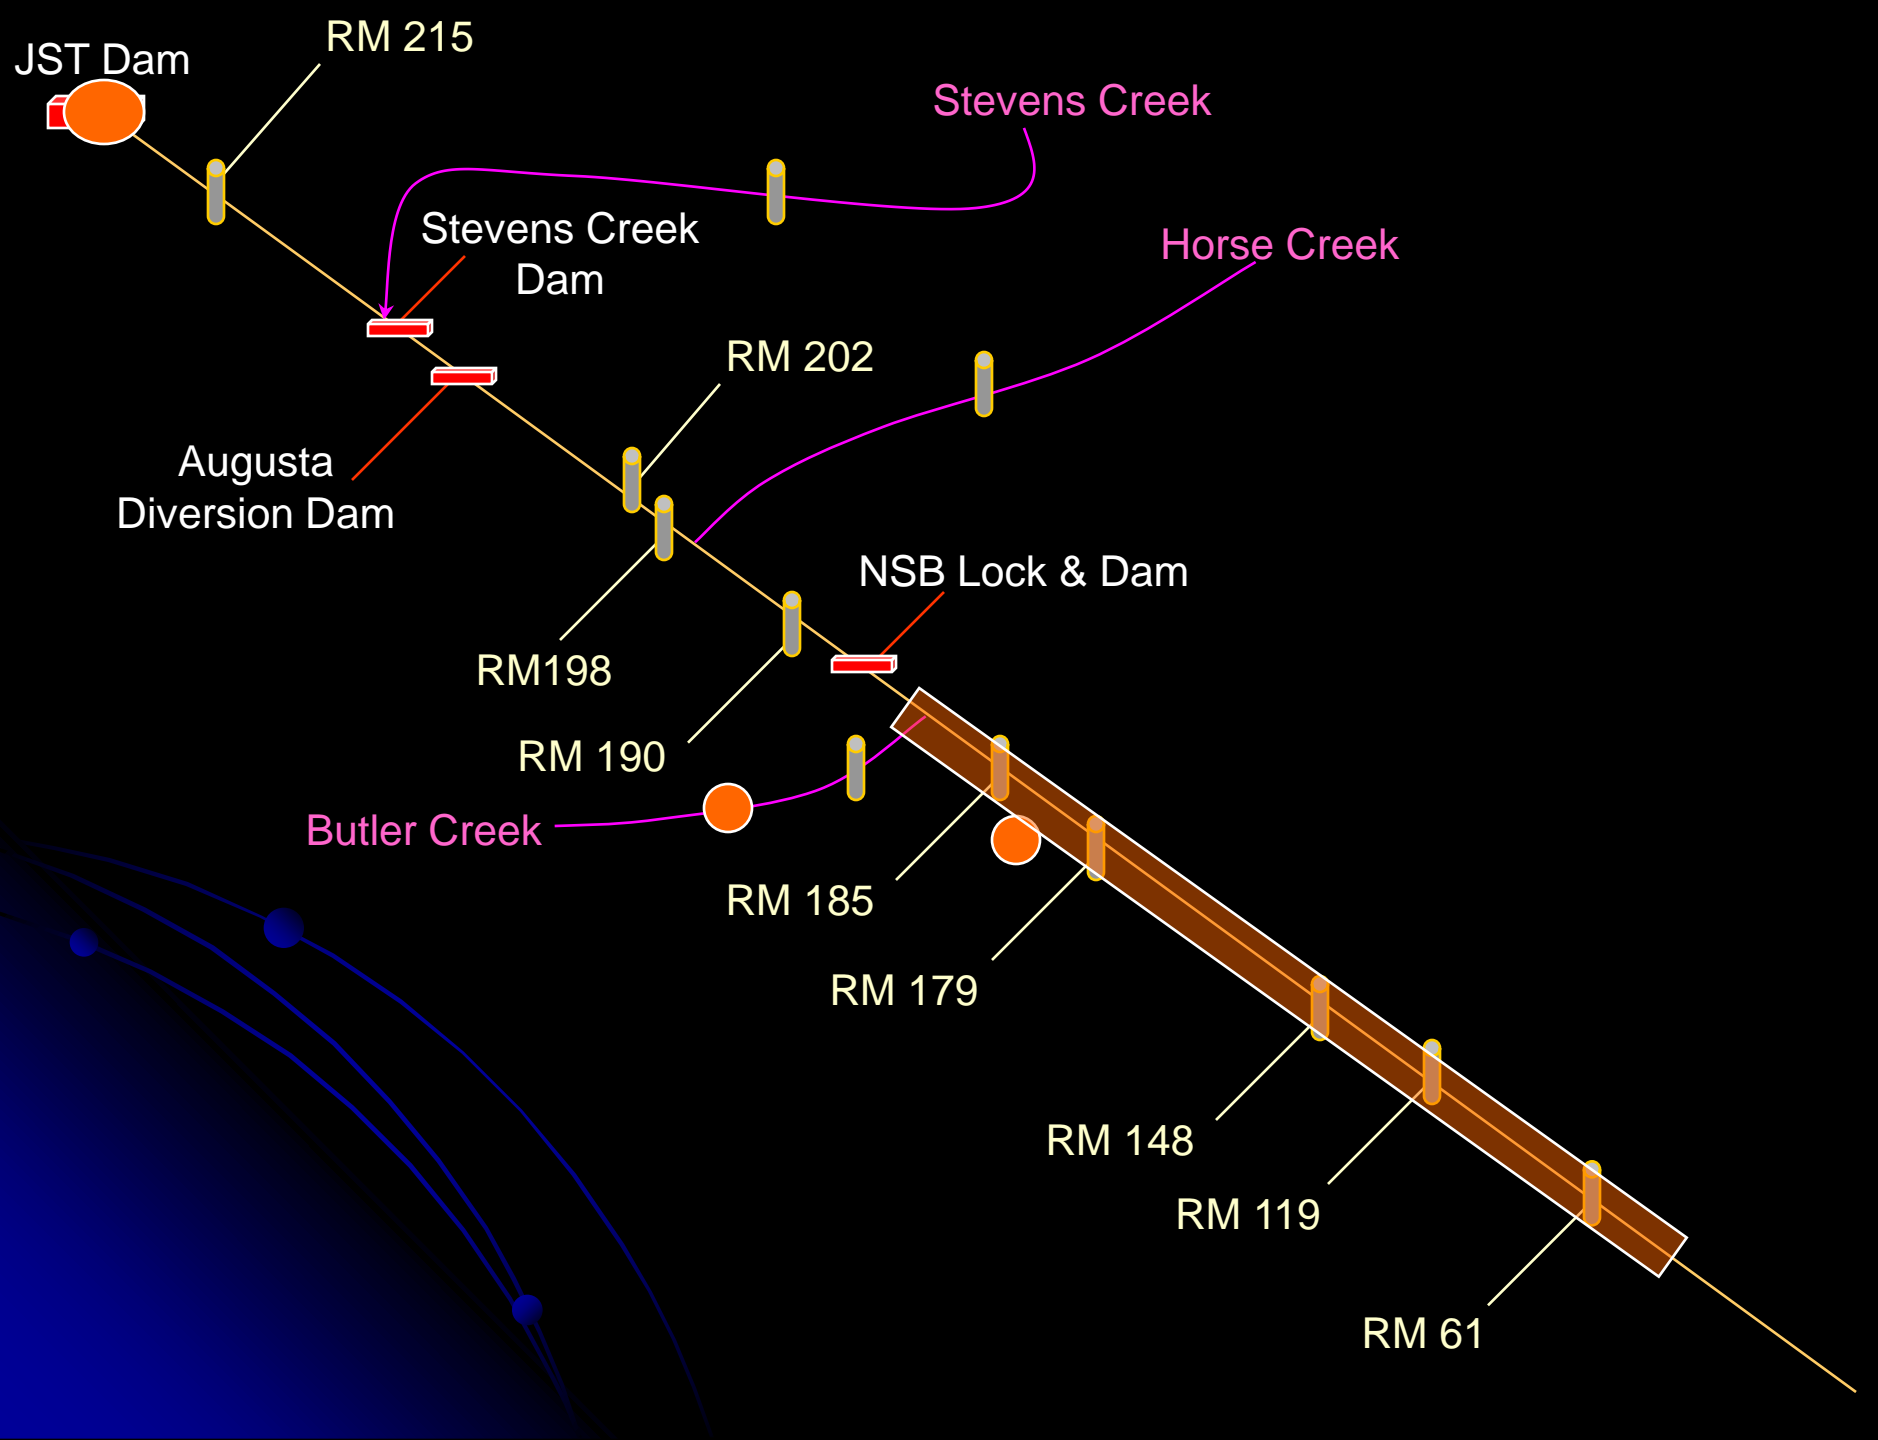 RM 215
JST Dam
Stevens Creek
Stevens Creek
Dam
Horse Creek
RM 202
Augusta
Diversion Dam
NSB Lock & Dam
RM198
RM 190
Butler Creek
RM 185
RM 179
RM 148
RM 119
RM 61